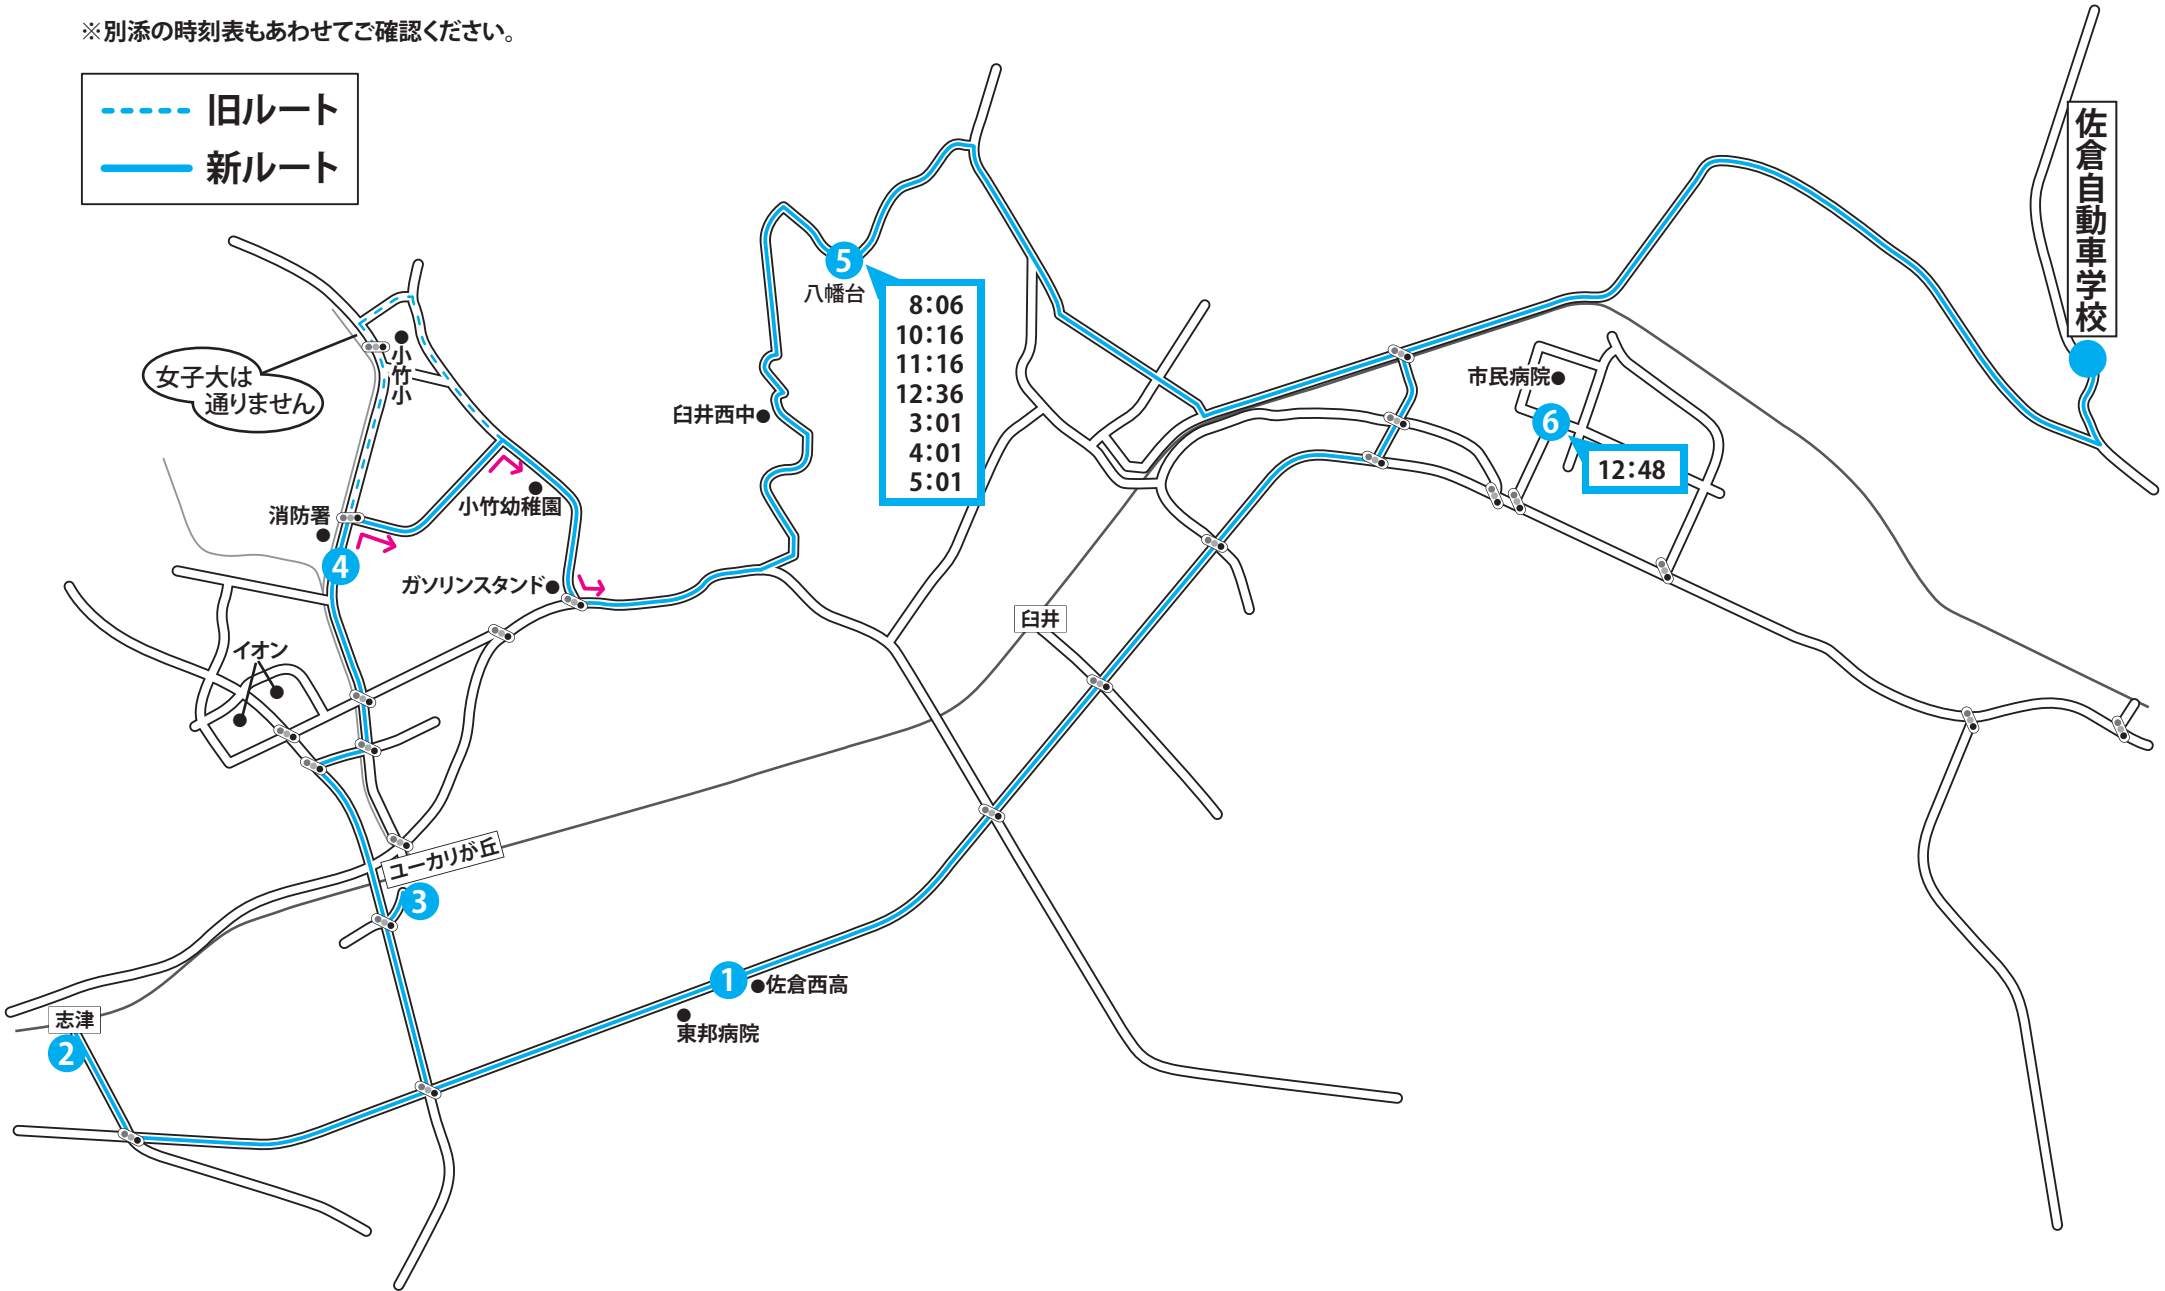 ※別添の時刻表もあわせてご確認ください。
旧ルート
新ルート
佐倉自動車学校
5
八幡台
8:06
10:16
11:16
12:36
3:01
4:01
5:01
女子大は
通りません
小竹小
臼井西中
市民病院
6
12:48
消防署
小竹幼稚園
4
ガソリンスタンド
臼井
イオン
ユーカリが丘
3
1
佐倉西高
東邦病院
志津
2